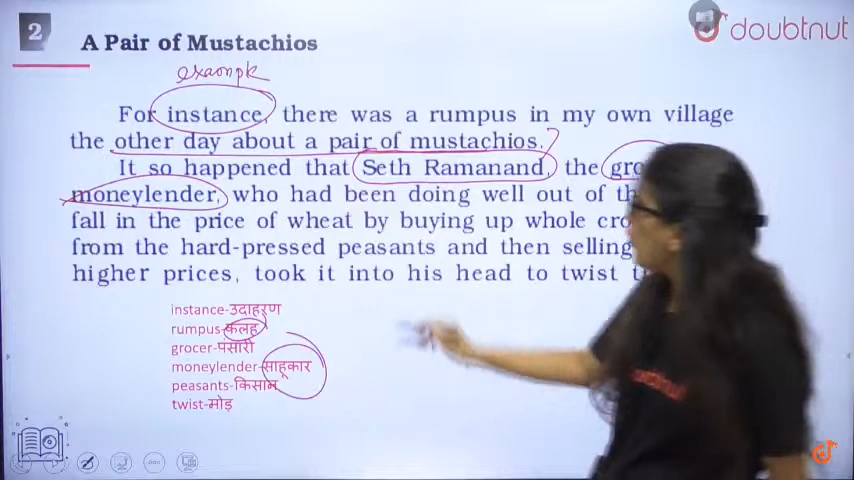 2
A Pair of Mustachios
doubtnut
example
For instance, there was a rumpus in my own village
the other day about a pair of mustachios.
It so happened that Seth Ramanand, the
moneylender, who had been doing well out of
fall in the price of wheat by buying up whole
from the hard-pressed peasants and then selling
higher prices, took it into his head to twist
instance-उदाहरण
rumpus-कलह
grocer-पंसारी
moneylender-साहूकार
peasants-किसान
twist-मोड़